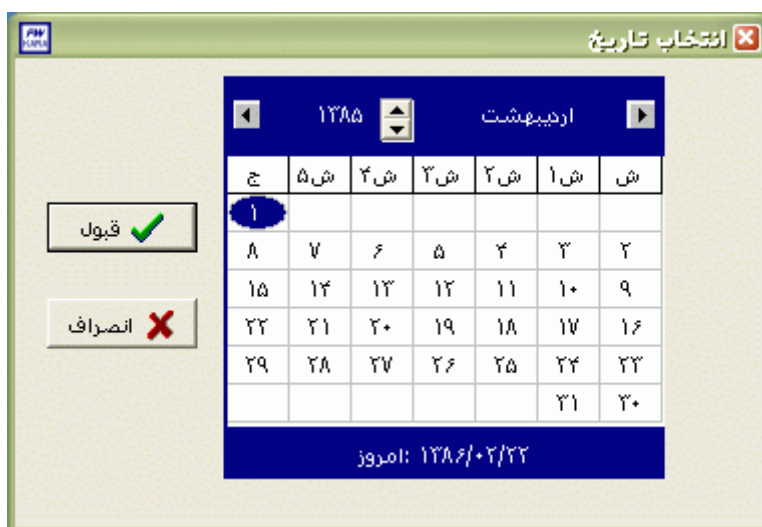 انتخاب تاریخ
اردیبهشت ۱۳۸۵
ش ش۱ ش۲ ش۳ ش۴ ش۵ ج
۱
۲ ۳ ۴ ۵ ۶ ۷ ۸
۹ ۱۰ ۱۱ ۱۲ ۱۳ ۱۴ ۱۵
۱۶ ۱۷ ۱۸ ۱۹ ۲۰ ۲۱ ۲۲
۲۳ ۲۴ ۲۵ ۲۶ ۲۷ ۲۸ ۲۹
۳۰ ۳۱
امروز: ۱۳۸۶/۰۲/۲۲
قبول
انصراف